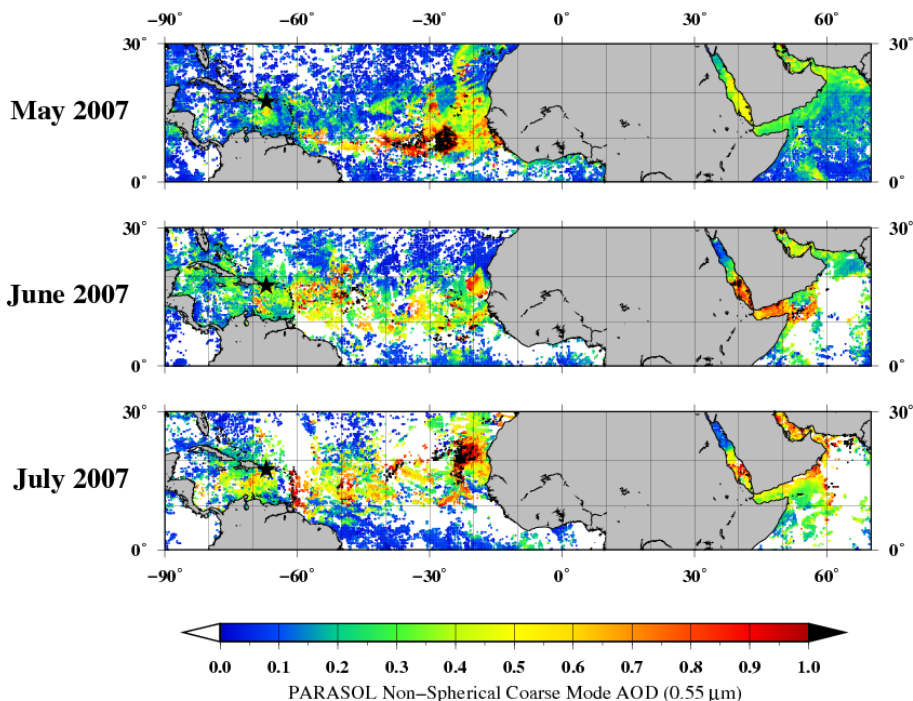 −90° −60° −30° 0° 30° 60°
30° 30°
May 2007
0° 0°
30° 30°
June 2007
0° 0°
30° 30°
July 2007
0° 0°
−90° −60° −30° 0° 30° 60°
0.0 0.1 0.2 0.3 0.4 0.5 0.6 0.7 0.8 0.9 1.0
PARASOL Non−Spherical Coarse Mode AOD (0.55 μm)